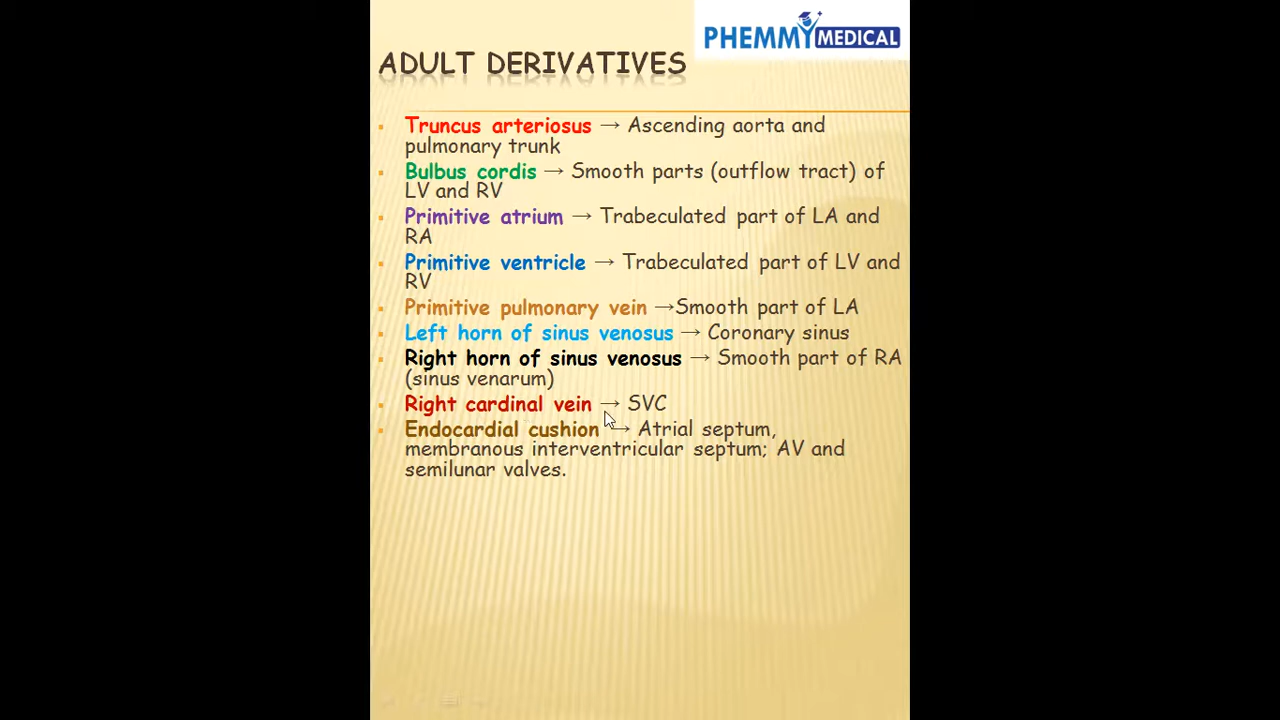 PHEMMY MEDICAL
ADULT DERIVATIVES
Truncus arteriosus → Ascending aorta and
pulmonary trunk
Bulbus cordis → Smooth parts (outflow tract) of
LV and RV
Primitive atrium → Trabeculated part of LA and
RA
Primitive ventricle → Trabeculated part of LV and
RV
Primitive pulmonary vein →Smooth part of LA
Left horn of sinus venosus → Coronary sinus
Right horn of sinus venosus → Smooth part of RA
(sinus venarum)
Right cardinal vein → SVC
Endocardial cushion → Atrial septum,
membranous interventricular septum; AV and
semilunar valves.